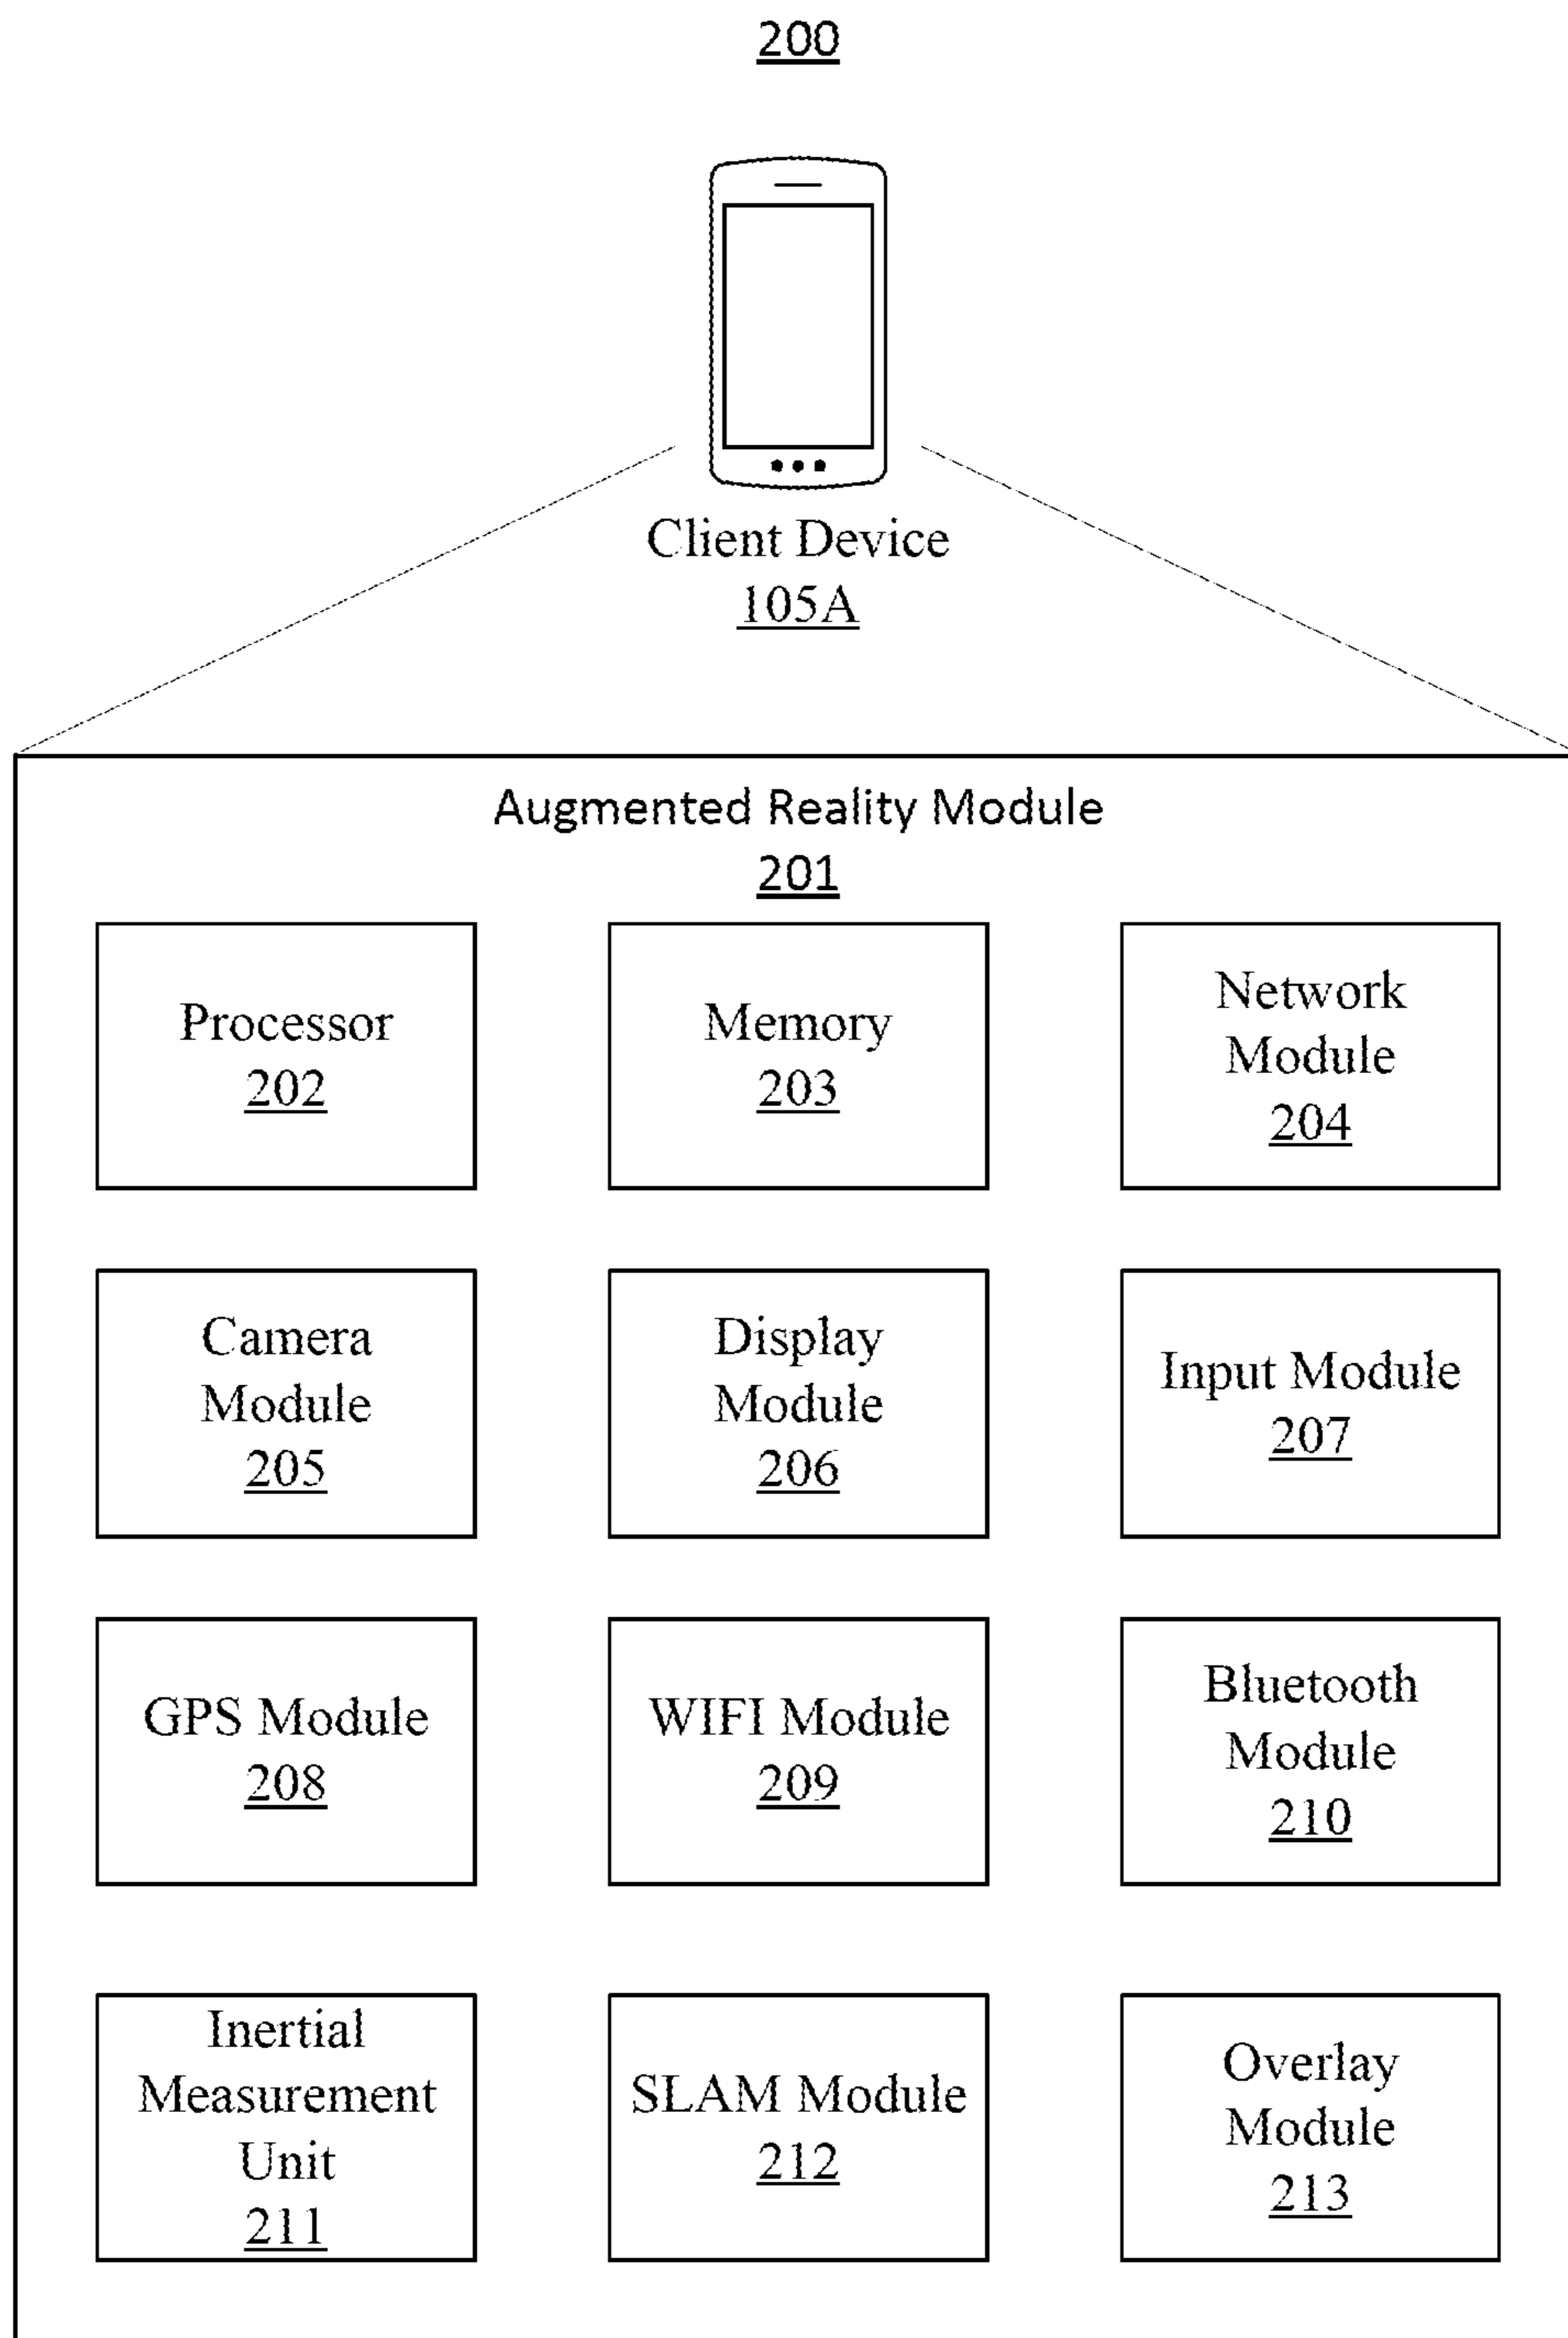 200
Client Device
105A
Augmented Reality Module
201
Processor
202
Memory
203
Network
Module
204
Camera
Module
205
Display
Module
206
Input Module
207
GPS Module
208
WIFI Module
209
Bluetooth
Module
210
Inertial
Measurement
Unit
211
SLAM Module
212
Overlay
Module
213